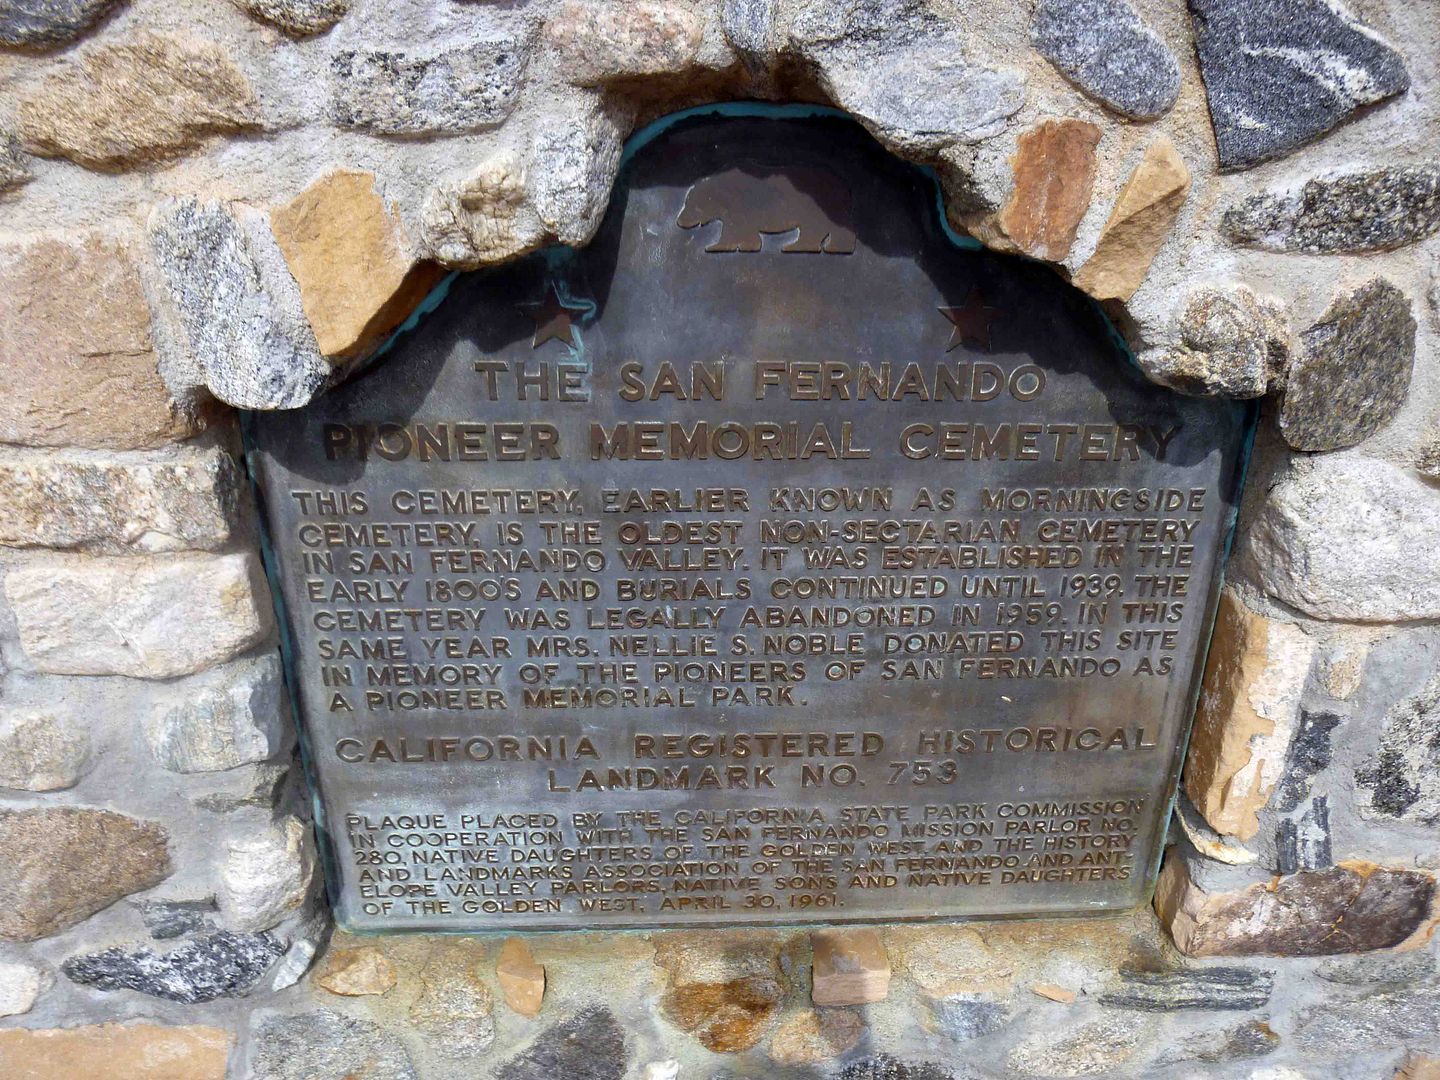 THE SAN FERNANDO
PIONEER MEMORIAL CEMETERY
THIS CEMETERY, EARLIER KNOWN AS MORNINGSIDE
CEMETERY, IS THE OLDEST NON-SECTARIAN CEMETERY
IN SAN FERNANDO VALLEY. IT WAS ESTABLISHED IN THE
EARLY 1800'S AND BURIALS CONTINUED UNTIL 1939. THE
CEMETERY WAS LEGALLY ABANDONED IN 1959. IN THIS
SAME YEAR MRS. NELLIE S. NOBLE DONATED THIS SITE
IN MEMORY OF THE PIONEERS OF SAN FERNANDO AS
A PIONEER MEMORIAL PARK.
CALIFORNIA REGISTERED HISTORICAL
LANDMARK NO. 753
PLAQUE PLACED BY THE CALIFORNIA STATE PARK COMMISSION
IN COOPERATION WITH THE SAN FERNANDO MISSION PARLOR NO.
280, NATIVE DAUGHTERS OF THE GOLDEN WEST, AND THE HISTORY
AND LANDMARKS ASSOCIATION OF THE SAN FERNANDO AND ANT-
ELOPE VALLEY PARLORS, NATIVE SONS AND NATIVE DAUGHTERS
OF THE GOLDEN WEST, APRIL 30, 1961.